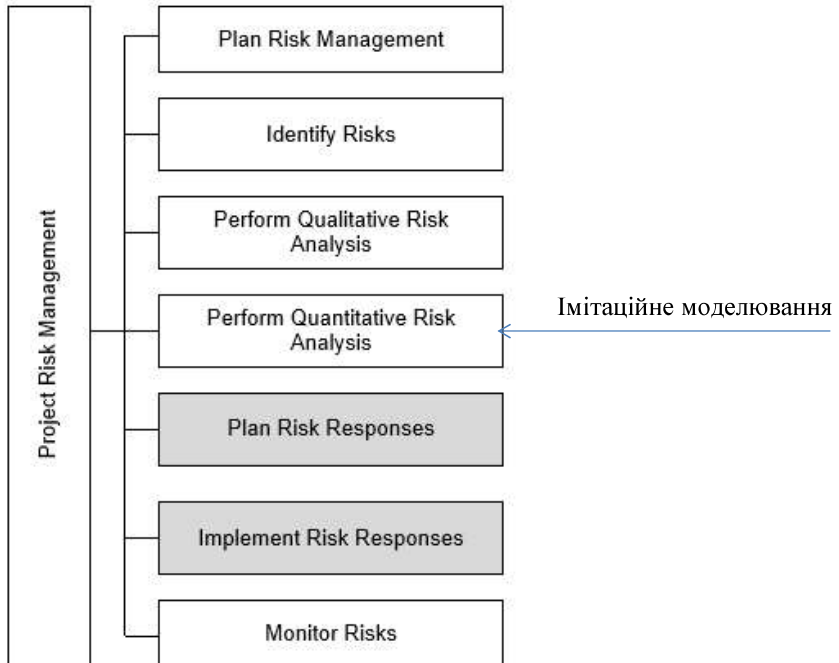 Project Risk Management
Plan Risk Management
Identify Risks
Perform Qualitative Risk
Analysis
Perform Quantitative Risk
Analysis
Імітаційне моделювання
Plan Risk Responses
Implement Risk Responses
Monitor Risks